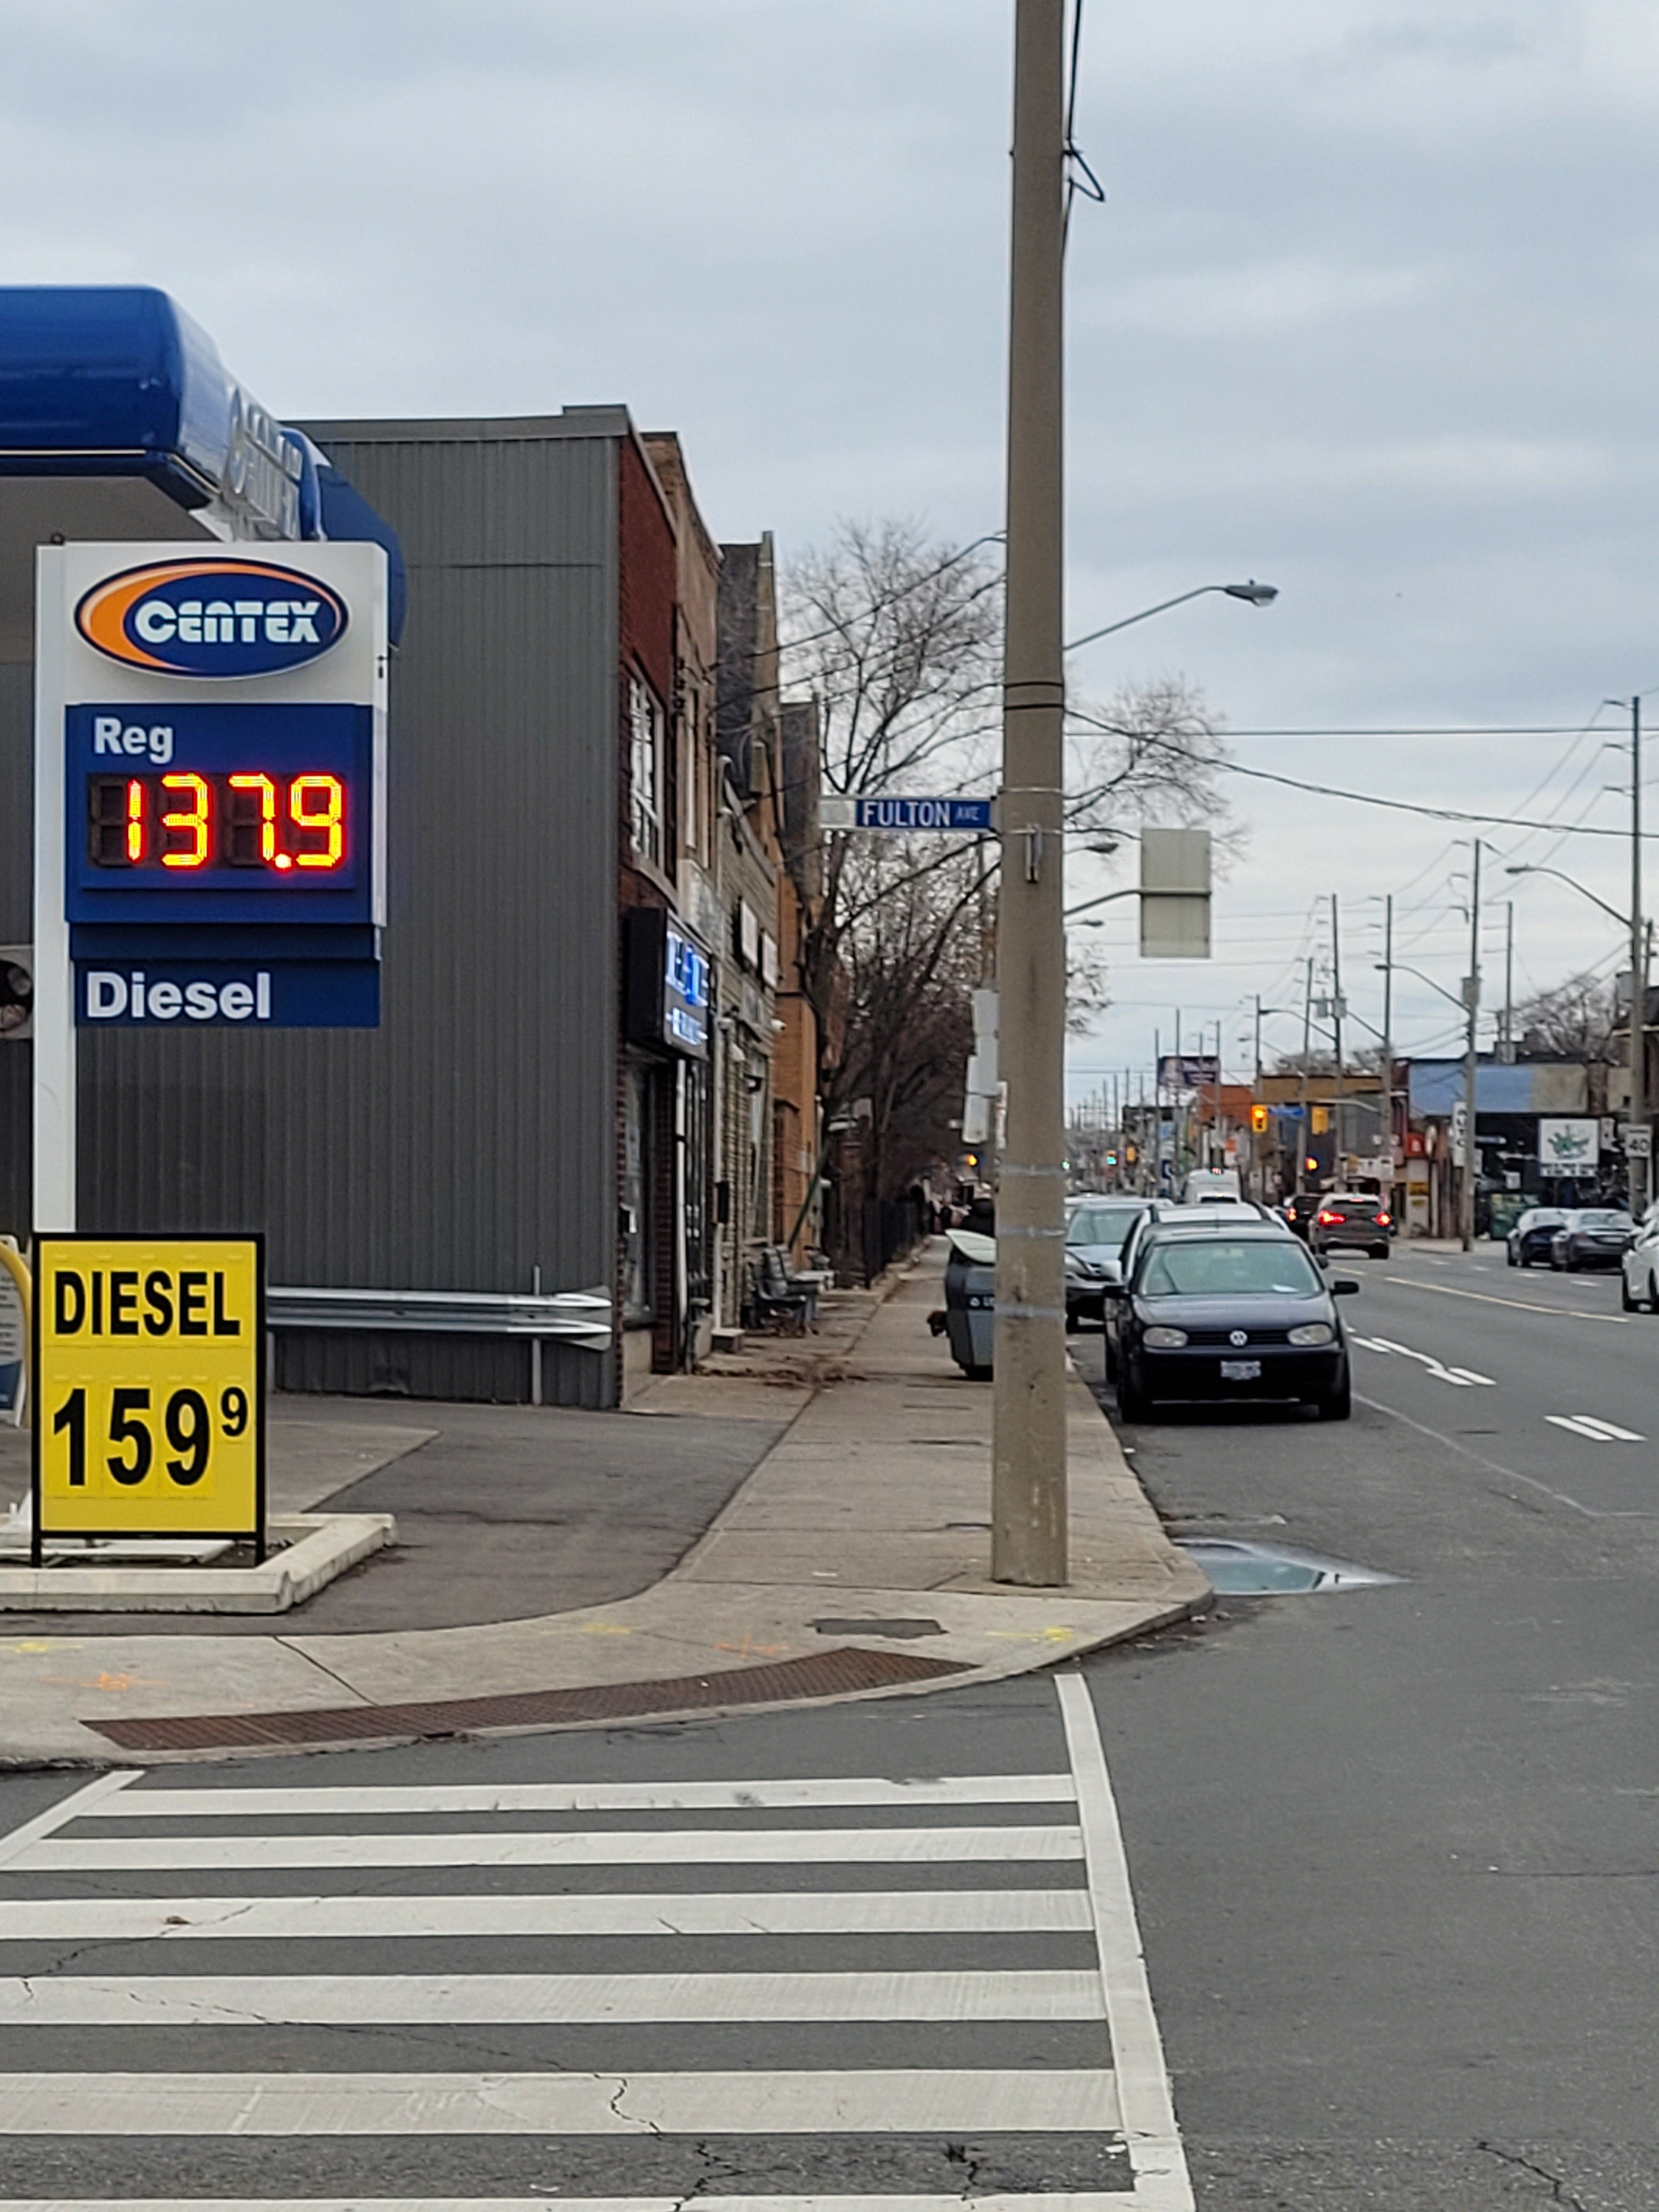 CENTEX
Reg
137.9
Diesel
DIESEL
159⁹
FULTON AVE
40